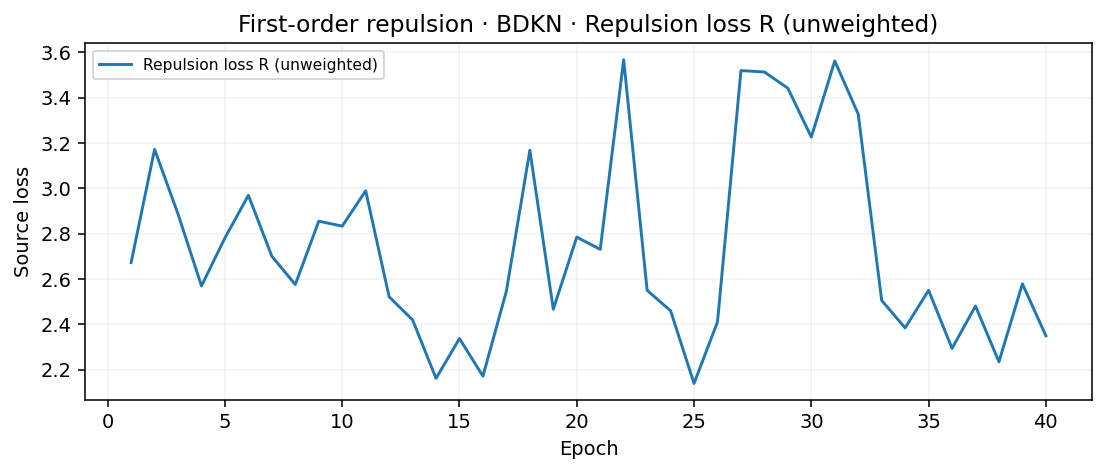 First-order repulsion · BDKN · Repulsion loss R (unweighted)
Repulsion loss R (unweighted)
Source loss
3.6
3.4
3.2
3.0
2.8
2.6
2.4
2.2
0 5 10 15 20 25 30 35 40
Epoch